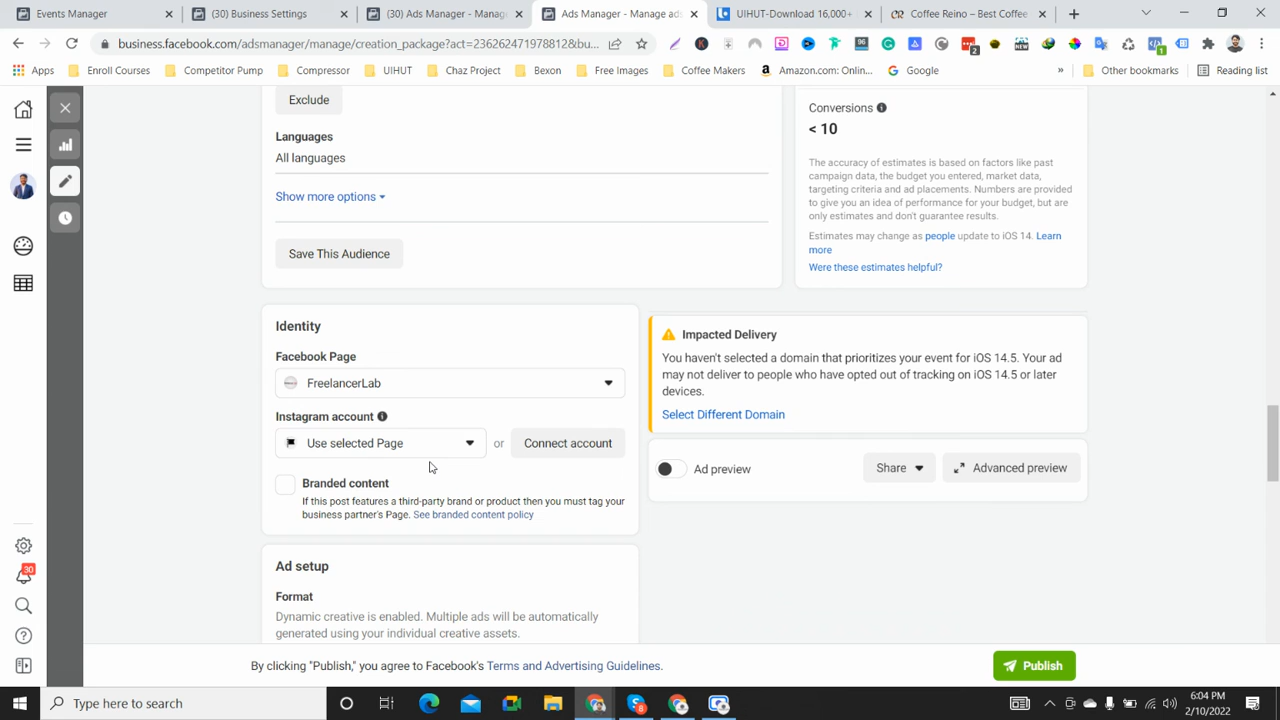 Events Manager
(30) Business Settings
(30) Ads Manager - Manage
Ads Manager - Manage ads
UIHUT-Download 16,000+
Coffee Reino – Best Coffee
business.facebook.com/adsmanager/manage/creation_package?act=256262471878812&bu...
Apps
Enroll Courses
Competitor Pump
Compressor
UIHUT
Chaz Project
Bexon
Free Images
Coffee Makers
Amazon.com: Onlin...
Google
»
Other bookmarks
Reading list
Exclude
Languages
All languages
Show more options
Save This Audience
Conversions
< 10
The accuracy of estimates is based on factors like past
campaign data, the budget you entered, market data,
targeting criteria and ad placements. Numbers are provided
to give you an idea of performance for your budget, but are
only estimates and don't guarantee results.
Estimates may change as people update to iOS 14. Learn
more
Were these estimates helpful?
Identity
Facebook Page
FreelancerLab
Instagram account
Use selected Page
or
Connect account
Branded content
If this post features a third-party brand or product then you must tag your
business partner's Page. See branded content policy
Impacted Delivery
You haven't selected a domain that prioritizes your event for iOS 14.5. Your ad
may not deliver to people who have opted out of tracking on iOS 14.5 or later
devices.
Select Different Domain
Ad preview
Share
Advanced preview
Ad setup
Format
Dynamic creative is enabled. Multiple ads will be automatically
generated using your individual creative assets.
30
By clicking "Publish," you agree to Facebook's Terms and Advertising Guidelines.
Publish
Type here to search
6:04 PM
2/10/2022